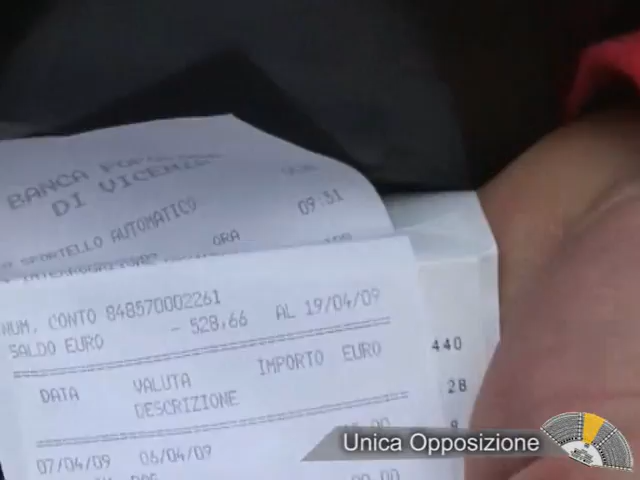 BANCA POPOLARE
DI VICENZA
SPORTELLO AUTOMATICO
ORA 09:31
NUM. CONTO 848570002261
SALDO EURO - 528,66 AL 19/04/09
DATA VALUTA IMPORTO EURO
DESCRIZIONE
07/04/09 06/04/09
440
28
Unica Opposizione